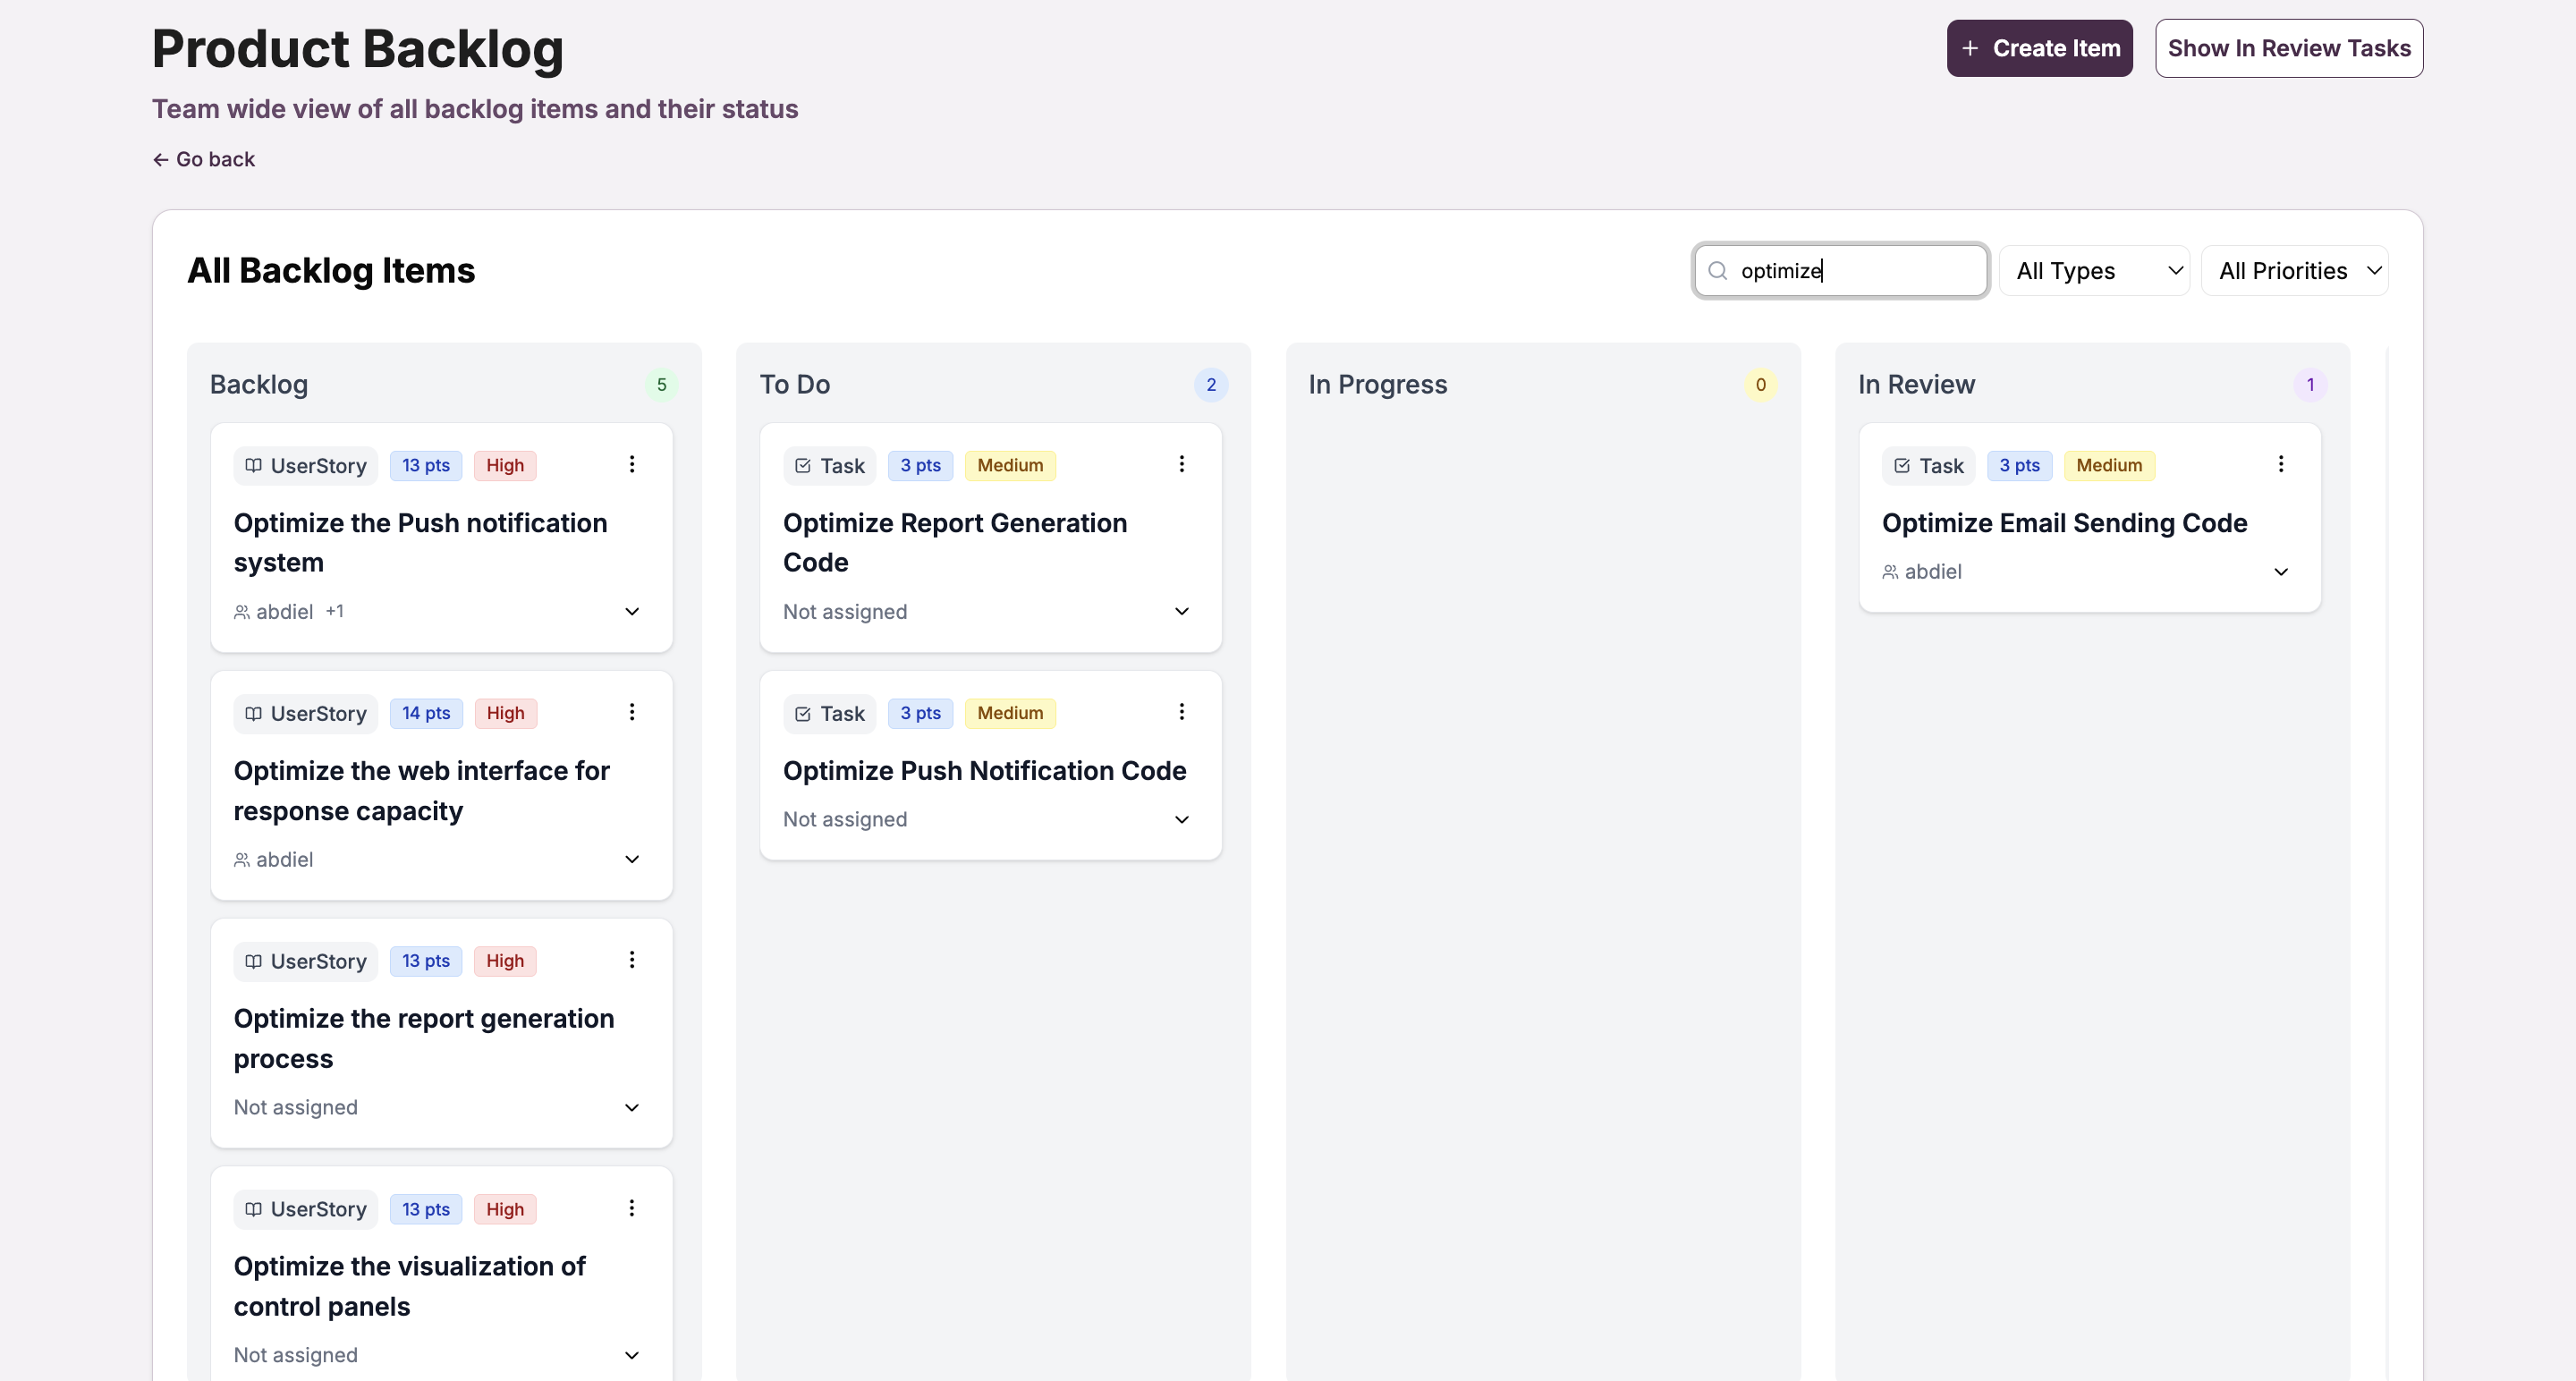 Product Backlog
+ Create Item
Show In Review Tasks
Team wide view of all backlog items and their status
← Go back
All Backlog Items
optimize
All Types
All Priorities
Backlog
5
UserStory
13 pts
High
Optimize the Push notification
system
abdiel +1
UserStory
14 pts
High
Optimize the web interface for
response capacity
abdiel
UserStory
13 pts
High
Optimize the report generation
process
Not assigned
UserStory
13 pts
High
Optimize the visualization of
control panels
Not assigned
To Do
2
Task
3 pts
Medium
Optimize Report Generation
Code
Not assigned
Task
3 pts
Medium
Optimize Push Notification Code
Not assigned
In Progress
0
In Review
1
Task
3 pts
Medium
Optimize Email Sending Code
abdiel